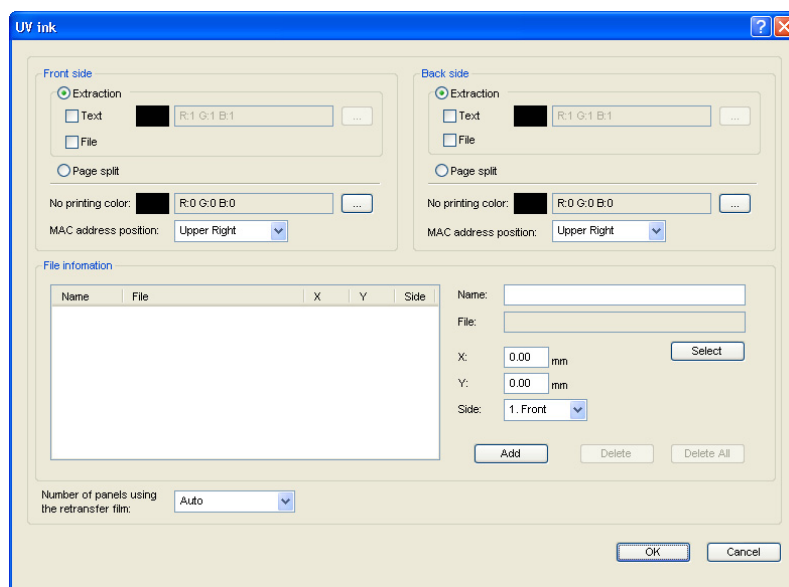 UV ink
Front side
Extraction
Text R:1 G:1 B:1 ...
File
Page split
No printing color: R:0 G:0 B:0 ...
MAC address position: Upper Right
Back side
Extraction
Text R:1 G:1 B:1 ...
File
Page split
No printing color: R:0 G:0 B:0 ...
MAC address position: Upper Right
File infomation
Name File X Y Side
Name:
File:
Select
X: 0.00 mm
Y: 0.00 mm
Side: 1. Front
Add Delete Delete All
Number of panels using
the retransfer film: Auto
OK Cancel